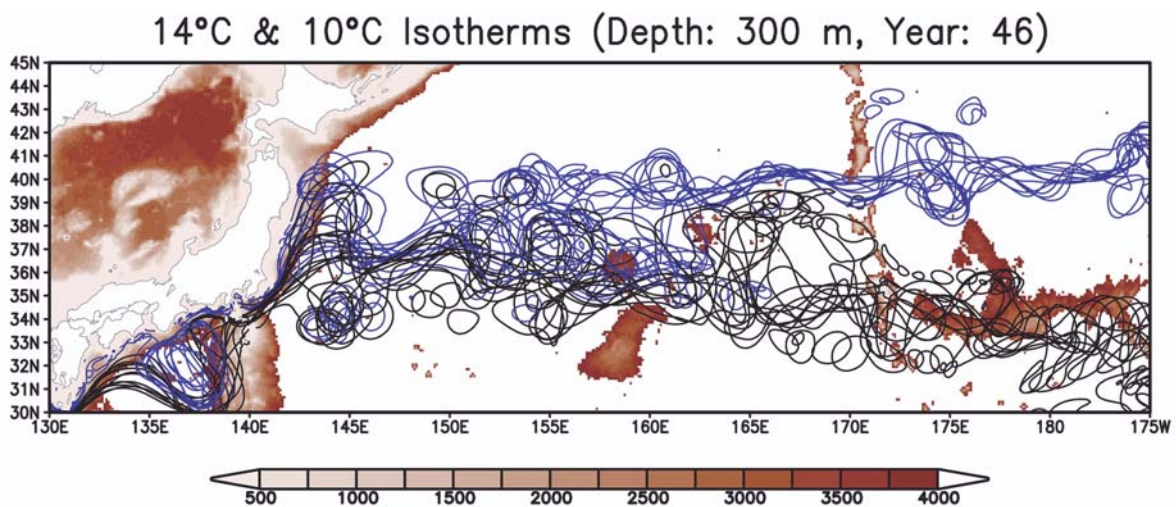 14°C & 10°C Isotherms (Depth: 300 m, Year: 46)
45N
44N
43N
42N
41N
40N
39N
38N
37N
36N
35N
34N
33N
32N
31N
30N
130E 135E 140E 145E 150E 155E 160E 165E 170E 175E 180 175W
500 1000 1500 2000 2500 3000 3500 4000